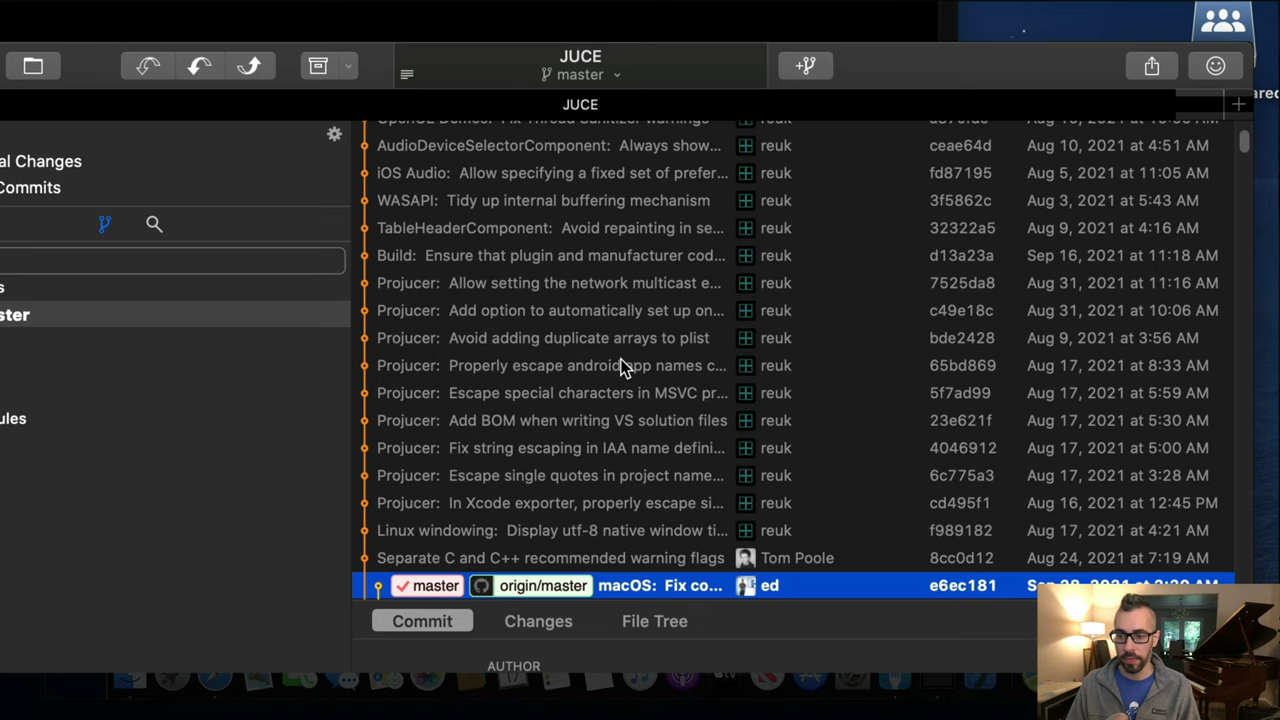 JUCE
master
JUCE
OpenGL Demos: Fix Thread Sanitizer warnings reuk
AudioDeviceSelectorComponent: Always show... reuk ceae64d Aug 10, 2021 at 4:51 AM
al Changes
iOS Audio: Allow specifying a fixed set of prefer... reuk fd87195 Aug 5, 2021 at 11:05 AM
Commits
WASAPI: Tidy up internal buffering mechanism reuk 3f5862c Aug 3, 2021 at 5:43 AM
TableHeaderComponent: Avoid repainting in se... reuk 32322a5 Aug 9, 2021 at 4:16 AM
Build: Ensure that plugin and manufacturer cod... reuk d13a23a Sep 16, 2021 at 11:18 AM
Projucer: Allow setting the network multicast e... reuk 7525da8 Aug 31, 2021 at 11:16 AM
s
Projucer: Add option to automatically set up on... reuk c49e18c Aug 31, 2021 at 10:06 AM
ster
Projucer: Avoid adding duplicate arrays to plist reuk bde2428 Aug 9, 2021 at 3:56 AM
Projucer: Properly escape android app names c... reuk 65bd869 Aug 17, 2021 at 8:33 AM
Projucer: Escape special characters in MSVC pr... reuk 5f7ad99 Aug 17, 2021 at 5:59 AM
Projucer: Add BOM when writing VS solution files reuk 23e621f Aug 17, 2021 at 5:30 AM
ules
Projucer: Fix string escaping in IAA name defini... reuk 4046912 Aug 17, 2021 at 5:00 AM
Projucer: Escape single quotes in project name... reuk 6c775a3 Aug 17, 2021 at 3:28 AM
Projucer: In Xcode exporter, properly escape si... reuk cd495f1 Aug 16, 2021 at 12:45 PM
Linux windowing: Display utf-8 native window ti... reuk f989182 Aug 17, 2021 at 4:21 AM
Separate C and C++ recommended warning flags Tom Poole 8cc0d12 Aug 24, 2021 at 7:19 AM
master origin/master macOS: Fix co... ed e6ec181
Commit Changes File Tree
AUTHOR